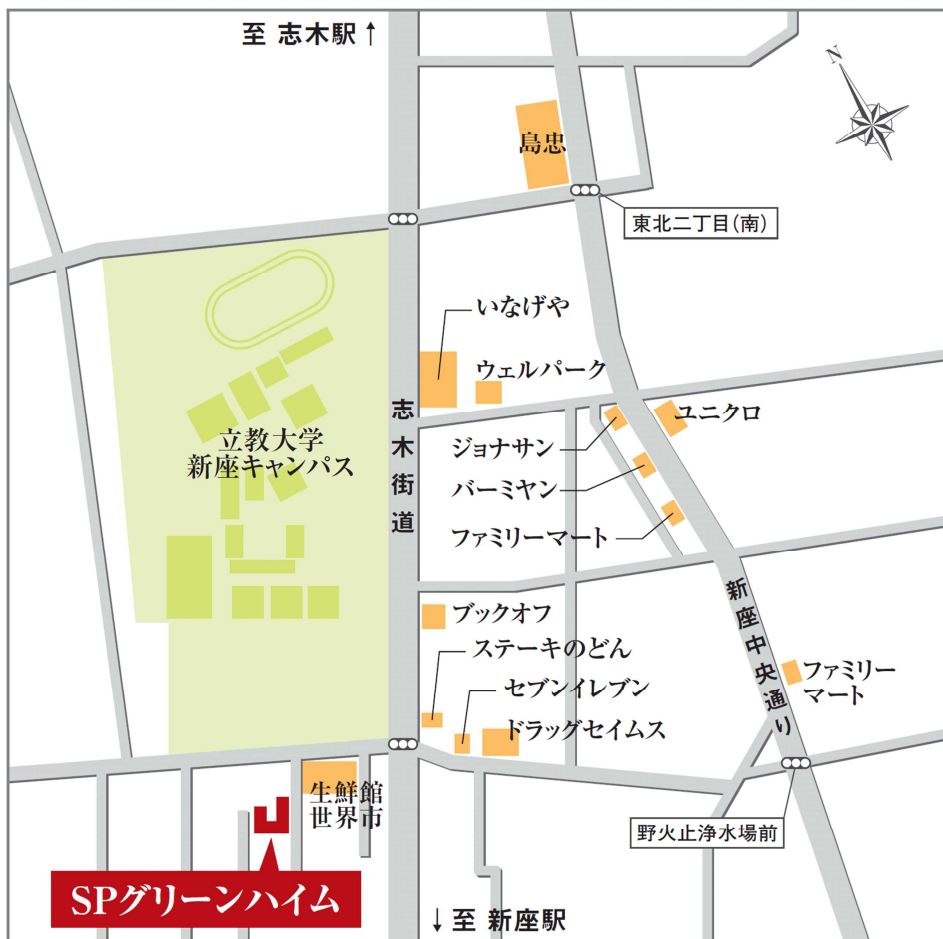 至 志木駅↑
N
島忠
東北二丁目(南)
いなげや
ウェルパーク
志木街道
ユニクロ
立教大学
新座キャンパス
ジョナサン
バーミヤン
ファミリーマート
新座中央通り
ブックオフ
ステーキのどん
セブンイレブン
ファミリー
マート
ドラッグセイムス
生鮮館
世界市
野火止浄水場前
SPグリーンハイム
↓至 新座駅